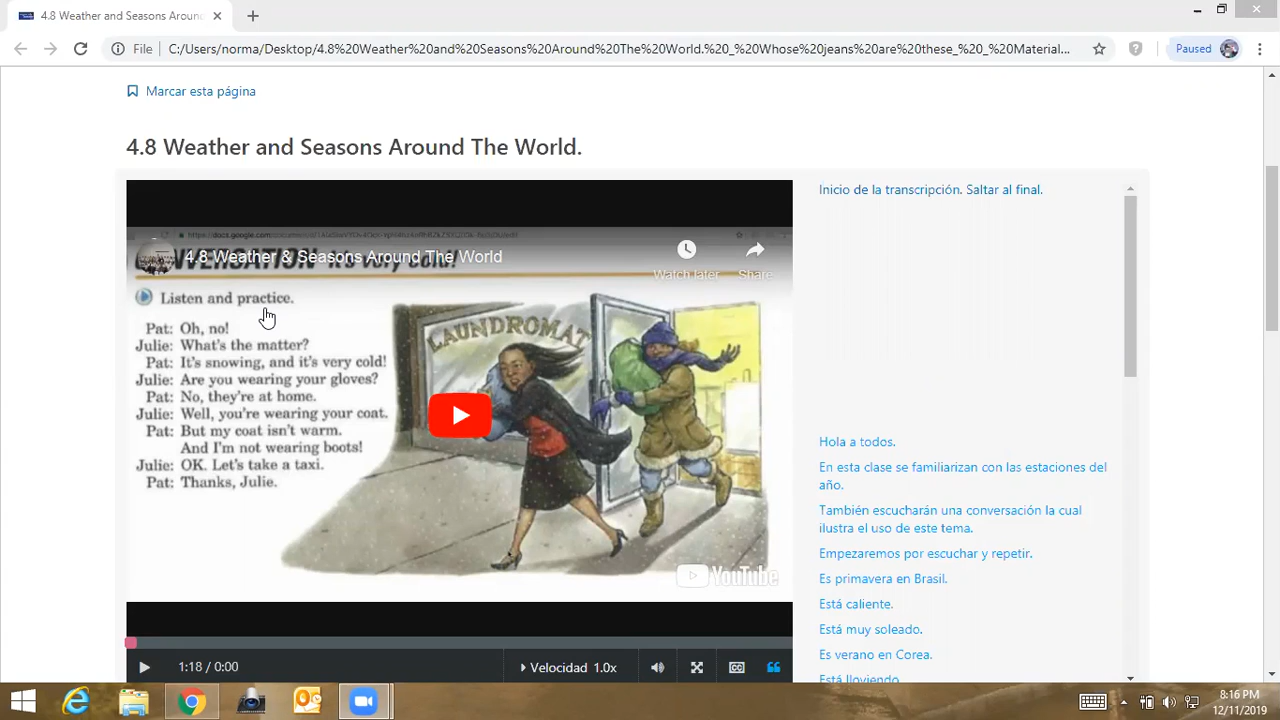 4.8 Weather and Seasons Aroun
File
C:/Users/norma/Desktop/4.8%20Weather%20and%20Seasons%20Around%20The%20World.%20_%20Whose%20jeans%20are%20these_%20_%20Material...
Paused
Marcar esta página
4.8 Weather and Seasons Around The World.
CONVERSATION It's very cold!
4.8 Weather & Seasons Around The World
Watch later
Share
Listen and practice.
Pat: Oh, no!
Julie: What's the matter?
Pat: It's snowing, and it's very cold!
Julie: Are you wearing your gloves?
Pat: No, they're at home.
Julie: Well, you're wearing your coat.
Pat: But my coat isn't warm.
And I'm not wearing boots!
Julie: OK. Let's take a taxi.
Pat: Thanks, Julie.
LAUNDROMAT
YouTube
1:18 / 0:00
Velocidad 1.0x
Inicio de la transcripción. Saltar al final.
Hola a todos.
En esta clase se familiarizan con las estaciones del
año.
También escucharán una conversación la cual
ilustra el uso de este tema.
Empezaremos por escuchar y repetir.
Es primavera en Brasil.
Está caliente.
Está muy soleado.
Es verano en Corea.
Está lloviendo.
8:16 PM
12/11/2019